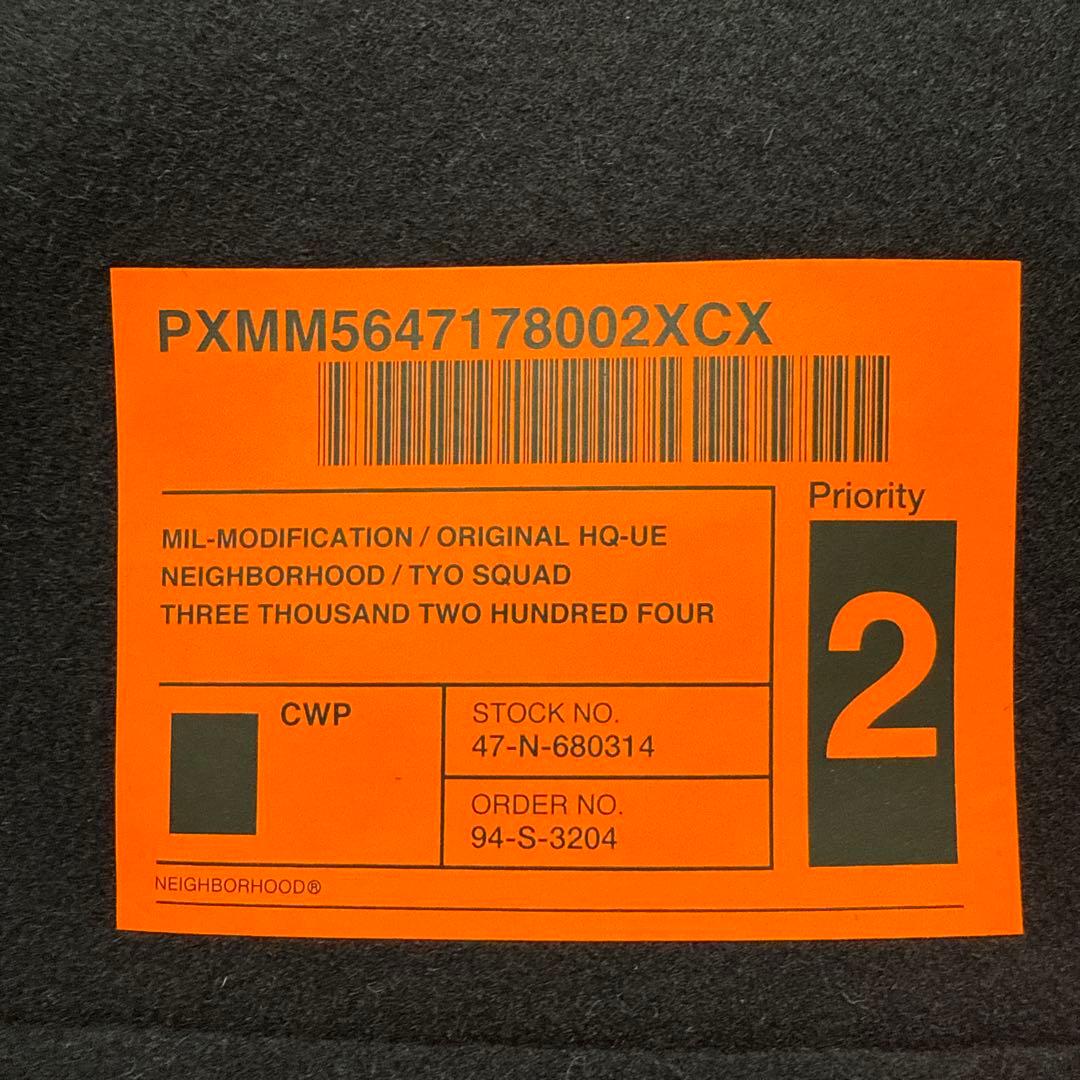 PXMM5647178002XCX
Priority
MIL-MODIFICATION / ORIGINAL HQ-UE
NEIGHBORHOOD / TYO SQUAD
THREE THOUSAND TWO HUNDRED FOUR
2
CWP
STOCK NO.
47-N-680314
ORDER NO.
94-S-3204
NEIGHBORHOOD®